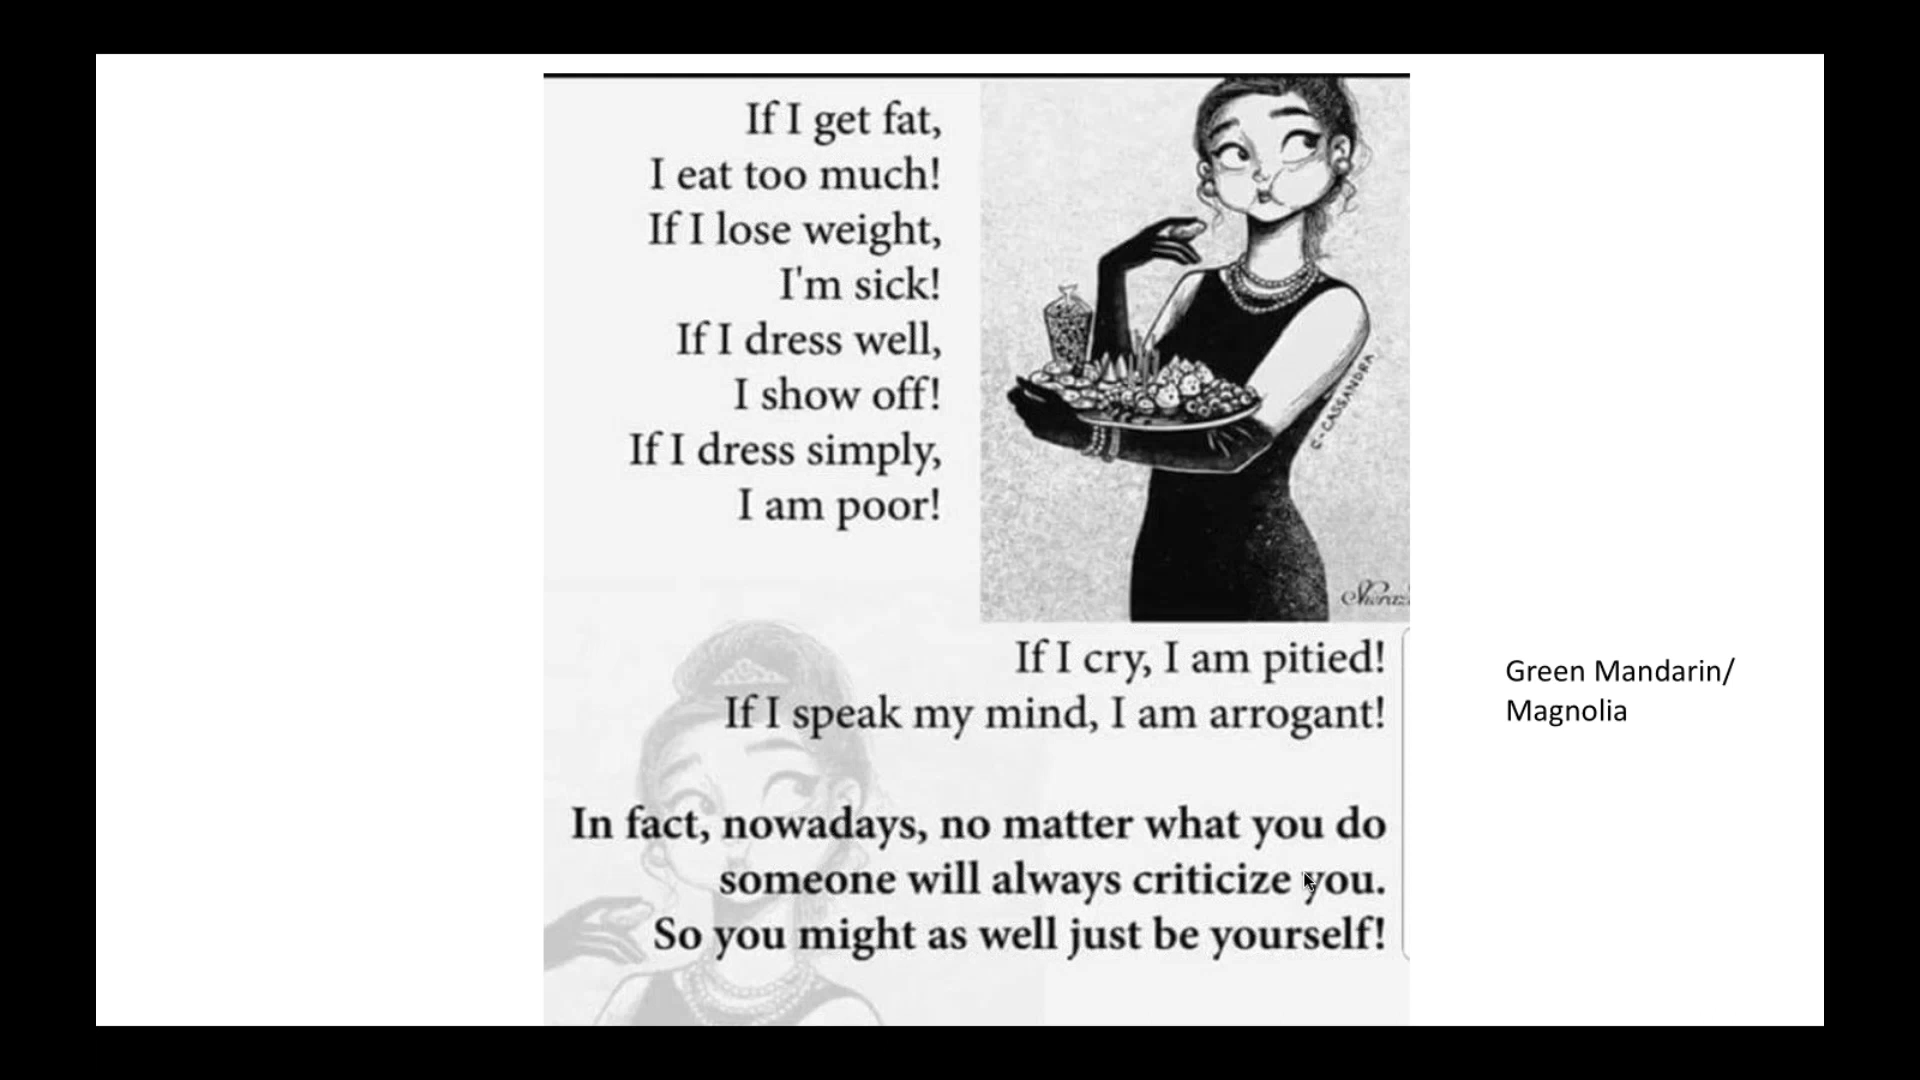 If I get fat,
I eat too much!
If I lose weight,
I'm sick!
If I dress well,
I show off!
If I dress simply,
I am poor!
C-CASSANDRA
If I cry, I am pitied!
If I speak my mind, I am arrogant!
In fact, nowadays, no matter what you do
someone will always criticize you.
So you might as well just be yourself!
Green Mandarin/
Magnolia